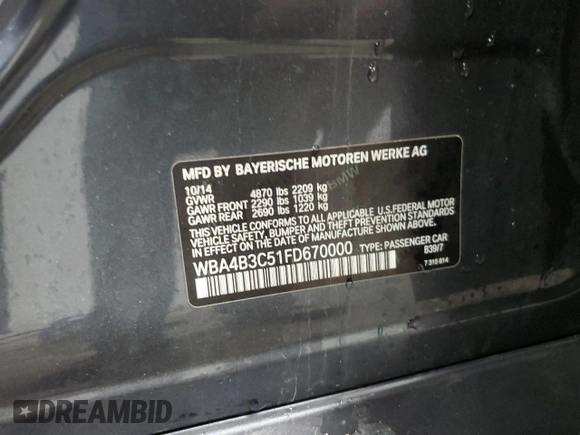 MFD BY BAYERISCHE MOTOREN WERKE AG
10/14
GVWR 4870 lbs 2209 kg
GAWR FRONT 2290 lbs 1039 kg
GAWR REAR 2690 lbs 1220 kg
BMW
THIS VEHICLE CONFORMS TO ALL APPLICABLE U.S.FEDERAL MOTOR
VEHICLE SAFETY, BUMPER, AND THEFT PREVENTION STANDARDS
IN EFFECT ON THE DATE OF MANUFACTURE SHOWN ABOVE.
WBA4B3C51FD670000 TYPE: PASSENGER CAR
B39/7
7 315 814
DREAMBID